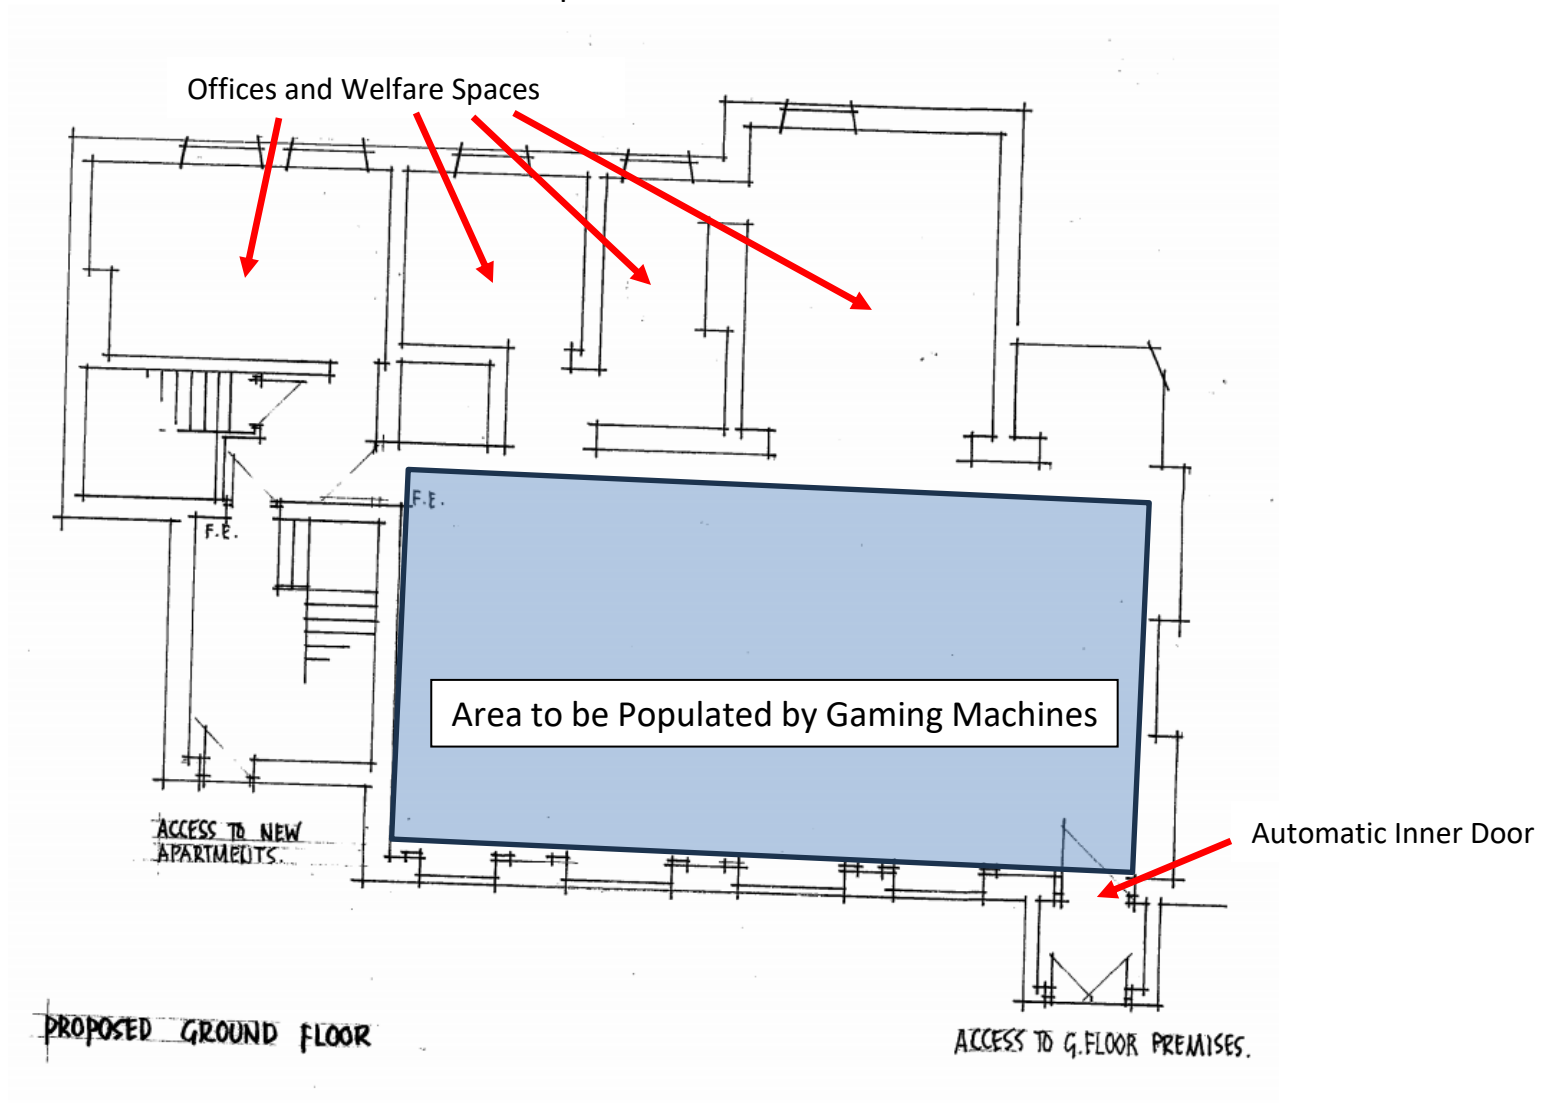 Offices and Welfare Spaces
F.E.
F.E.
Area to be Populated by Gaming Machines
ACCESS TO NEW
APARTMENTS.
Automatic Inner Door
PROPOSED GROUND FLOOR
ACCESS TO G.FLOOR PREMISES.